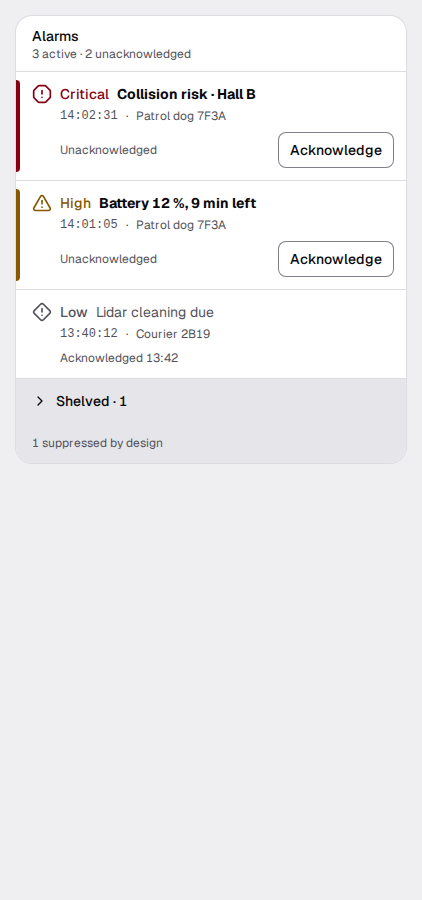 Alarms
3 active · 2 unacknowledged
Critical Collision risk · Hall B
14:02:31 · Patrol dog 7F3A
Unacknowledged Acknowledge
High Battery 12 %, 9 min left
14:01:05 · Patrol dog 7F3A
Unacknowledged Acknowledge
Low Lidar cleaning due
13:40:12 · Courier 2B19
Acknowledged 13:42
Shelved · 1
1 suppressed by design